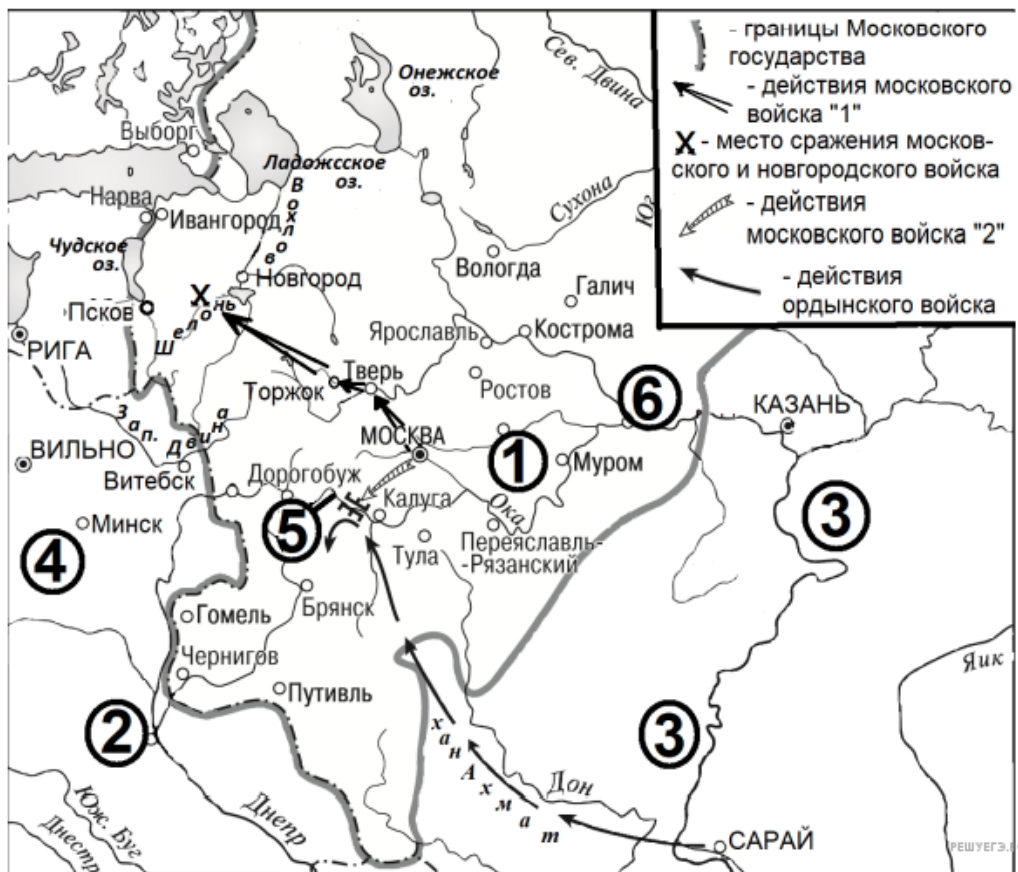 - границы Московского
государства
- действия московского
войска "1"
Х - место сражения москов-
ского и новгородского войска
- действия
московского войска "2"
- действия
ордынского войска
Сев. Двина
Онежское
оз.
Выборг
Ладожсское
оз.
Нарва
Ивангород
Волхлов
Сухона
Юг
Чудское
оз.
Новгород
Вологда
Галич
Х
Псков
Шелонь
Ярославль
Кострома
РИГА
Тверь
Торжок
Ростов
6
КАЗАНЬ
Зап. Двина
МОСКВА
1
Муром
ВИЛЬНО
Витебск
Дорогобуж
Калуга
Ока
3
Минск
5
4
Тула
Переяславль-
-Рязанский
Брянск
Гомель
Чернигов
Путивль
Яик
2
хан Ахмат
3
Дон
Юж. Буг
Днестр
Днепр
САРАЙ
РЕШУЕГЭ.Р